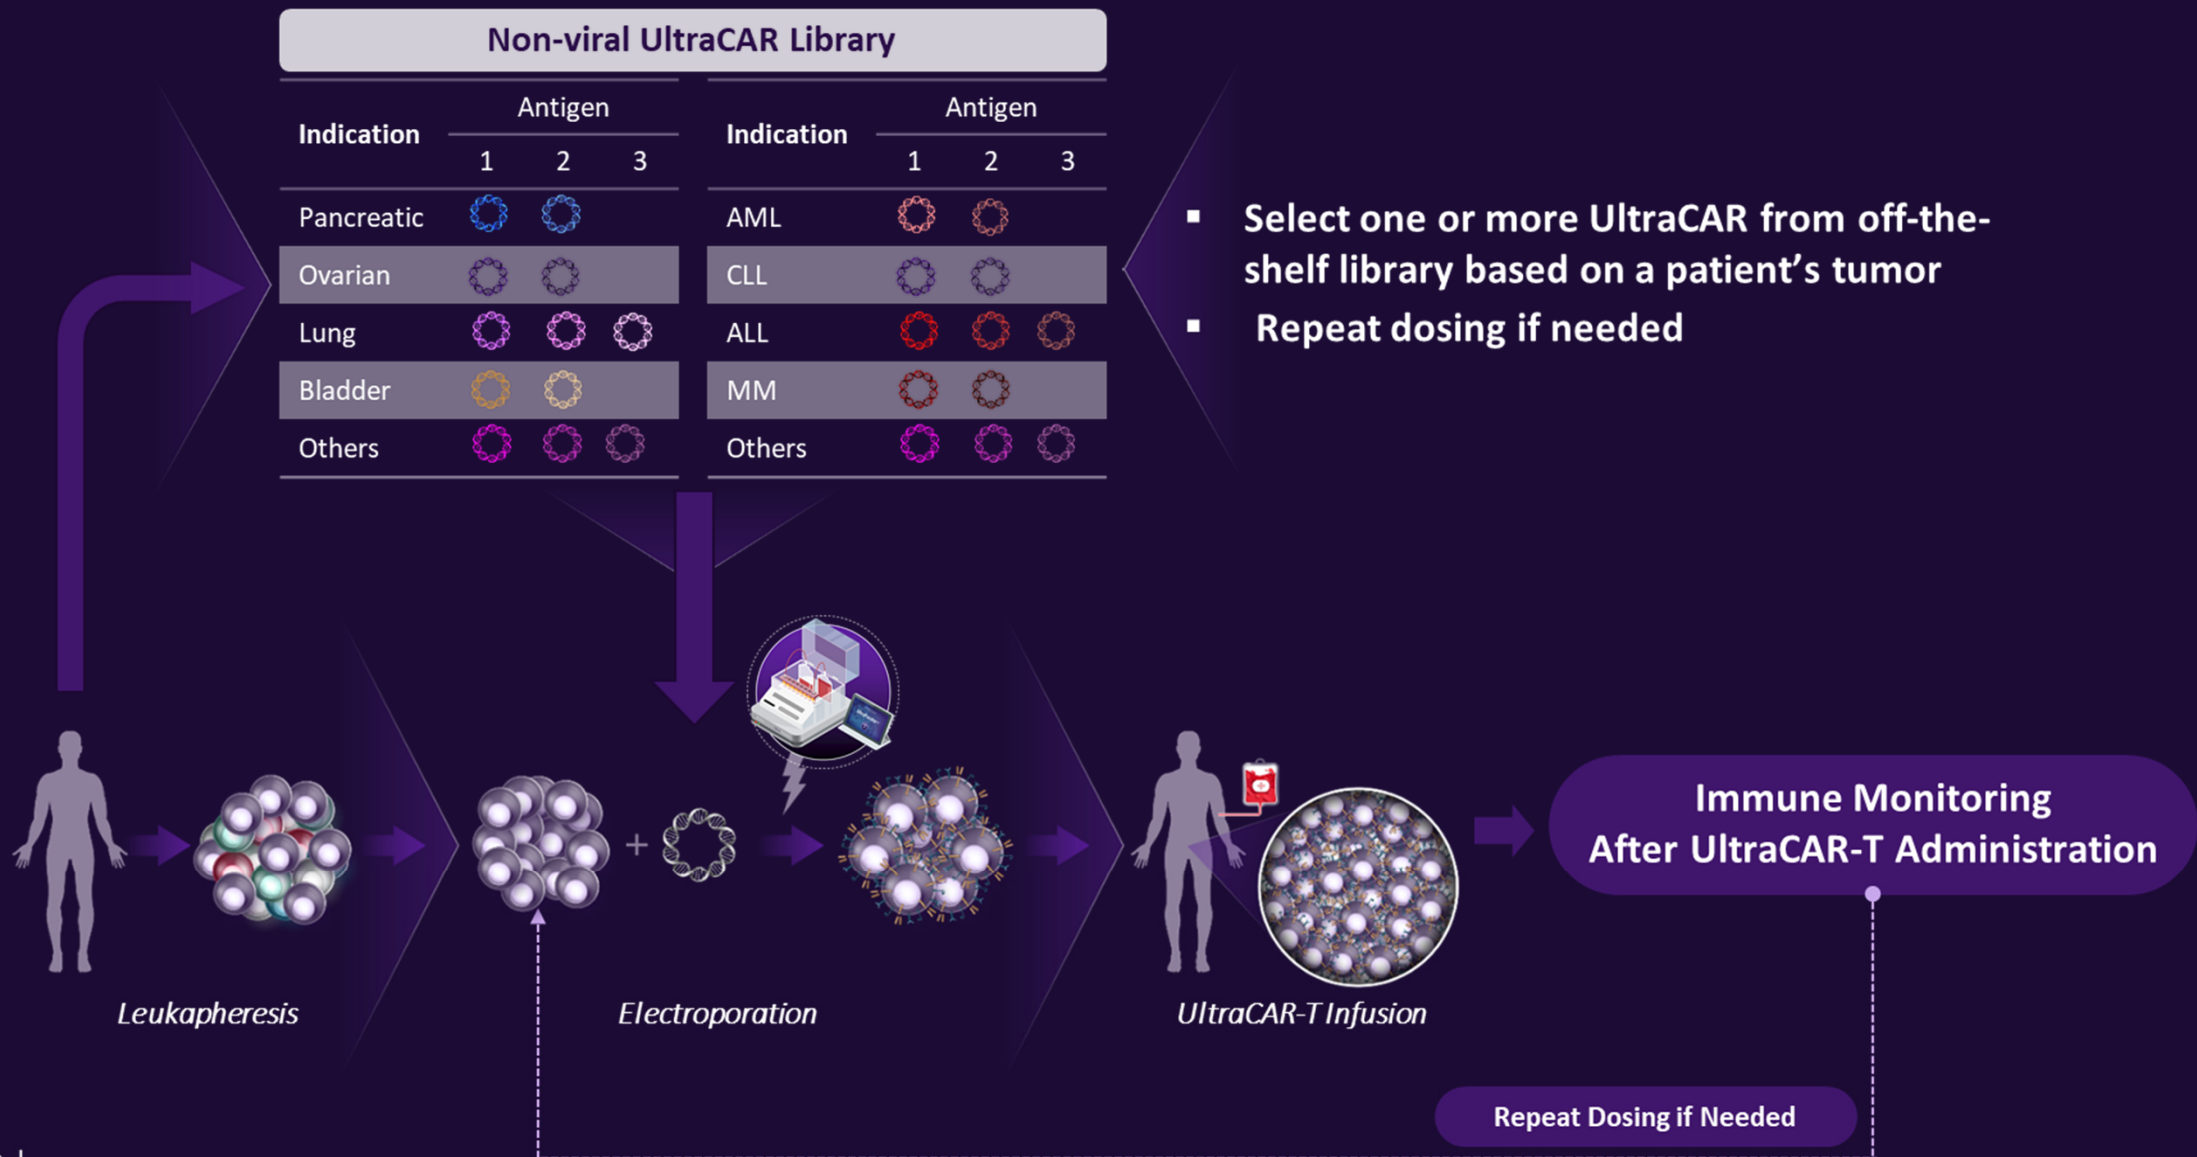 Non-viral UltraCAR Library
Indication
Antigen
1 2 3
Pancreatic
Ovarian
Lung
Bladder
Others
Indication
Antigen
1 2 3
AML
CLL
ALL
MM
Others
▪ Select one or more UltraCAR from off-the-
shelf library based on a patient’s tumor
▪ Repeat dosing if needed
+
Leukapheresis
Electroporation
UltraCAR-T Infusion
Immune Monitoring
After UltraCAR-T Administration
Repeat Dosing if Needed